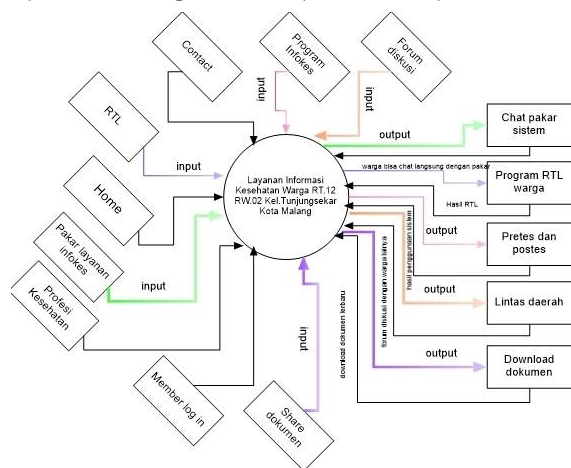 Contact
Program
Infokes
Forum
diskusi
input
input
RTL
input
output
Chat pakar
sistem
warga bisa chat langsung dengan pakar
Layanan Informasi
Kesehatan Warga RT.12
RW.02 Kel.Tunjungsekar
Kota Malang
Program RTL
warga
Hasil RTL
Home
output
Pretes dan
postes
hasil penggunaan sistem
Pakar layanan
infokes
input
output
Lintas daerah
forum diskusi dengan warga lainya
download dokumen terbaru
Profesi
Kesehatan
input
output
Download
dokumen
Member log in
Share
dokumen